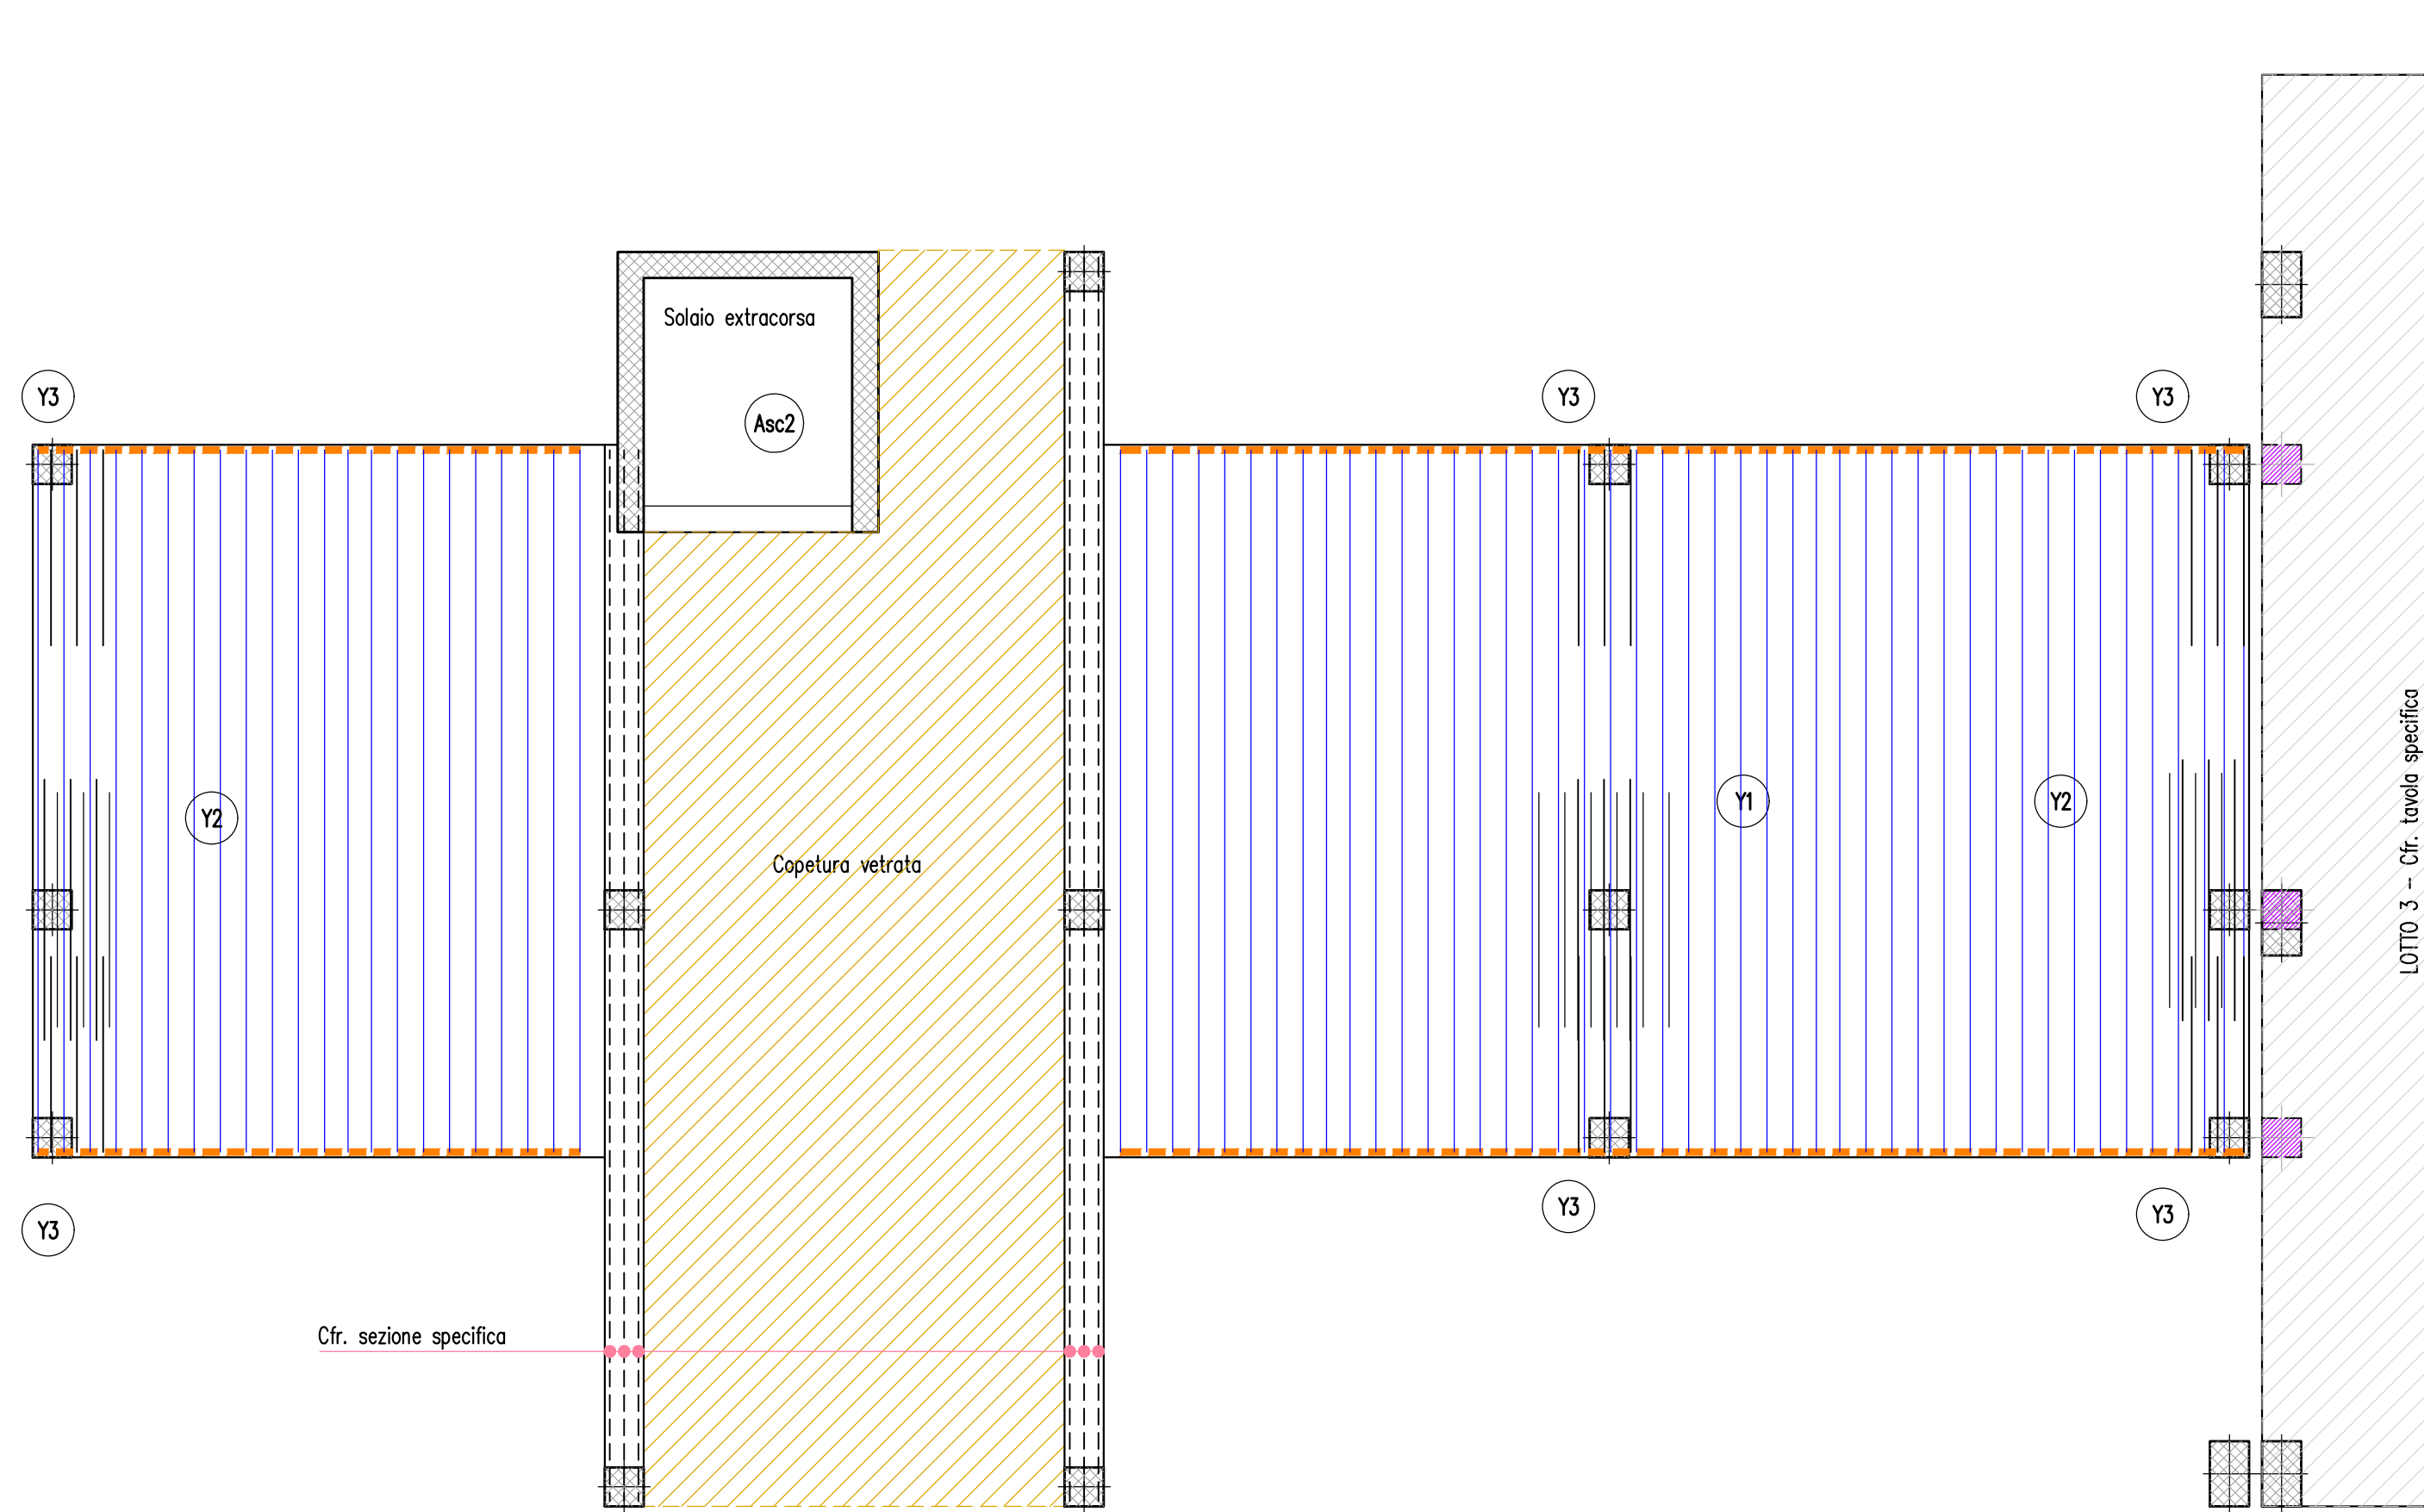 Solaio extracorsa
Y3
Y3
Y3
Asc2
LOTTO 3 -- Cfr. tavola specifica
Y2
Y1
Y2
Copetura vetrata
Y3
Y3
Y3
Cfr. sezione specifica